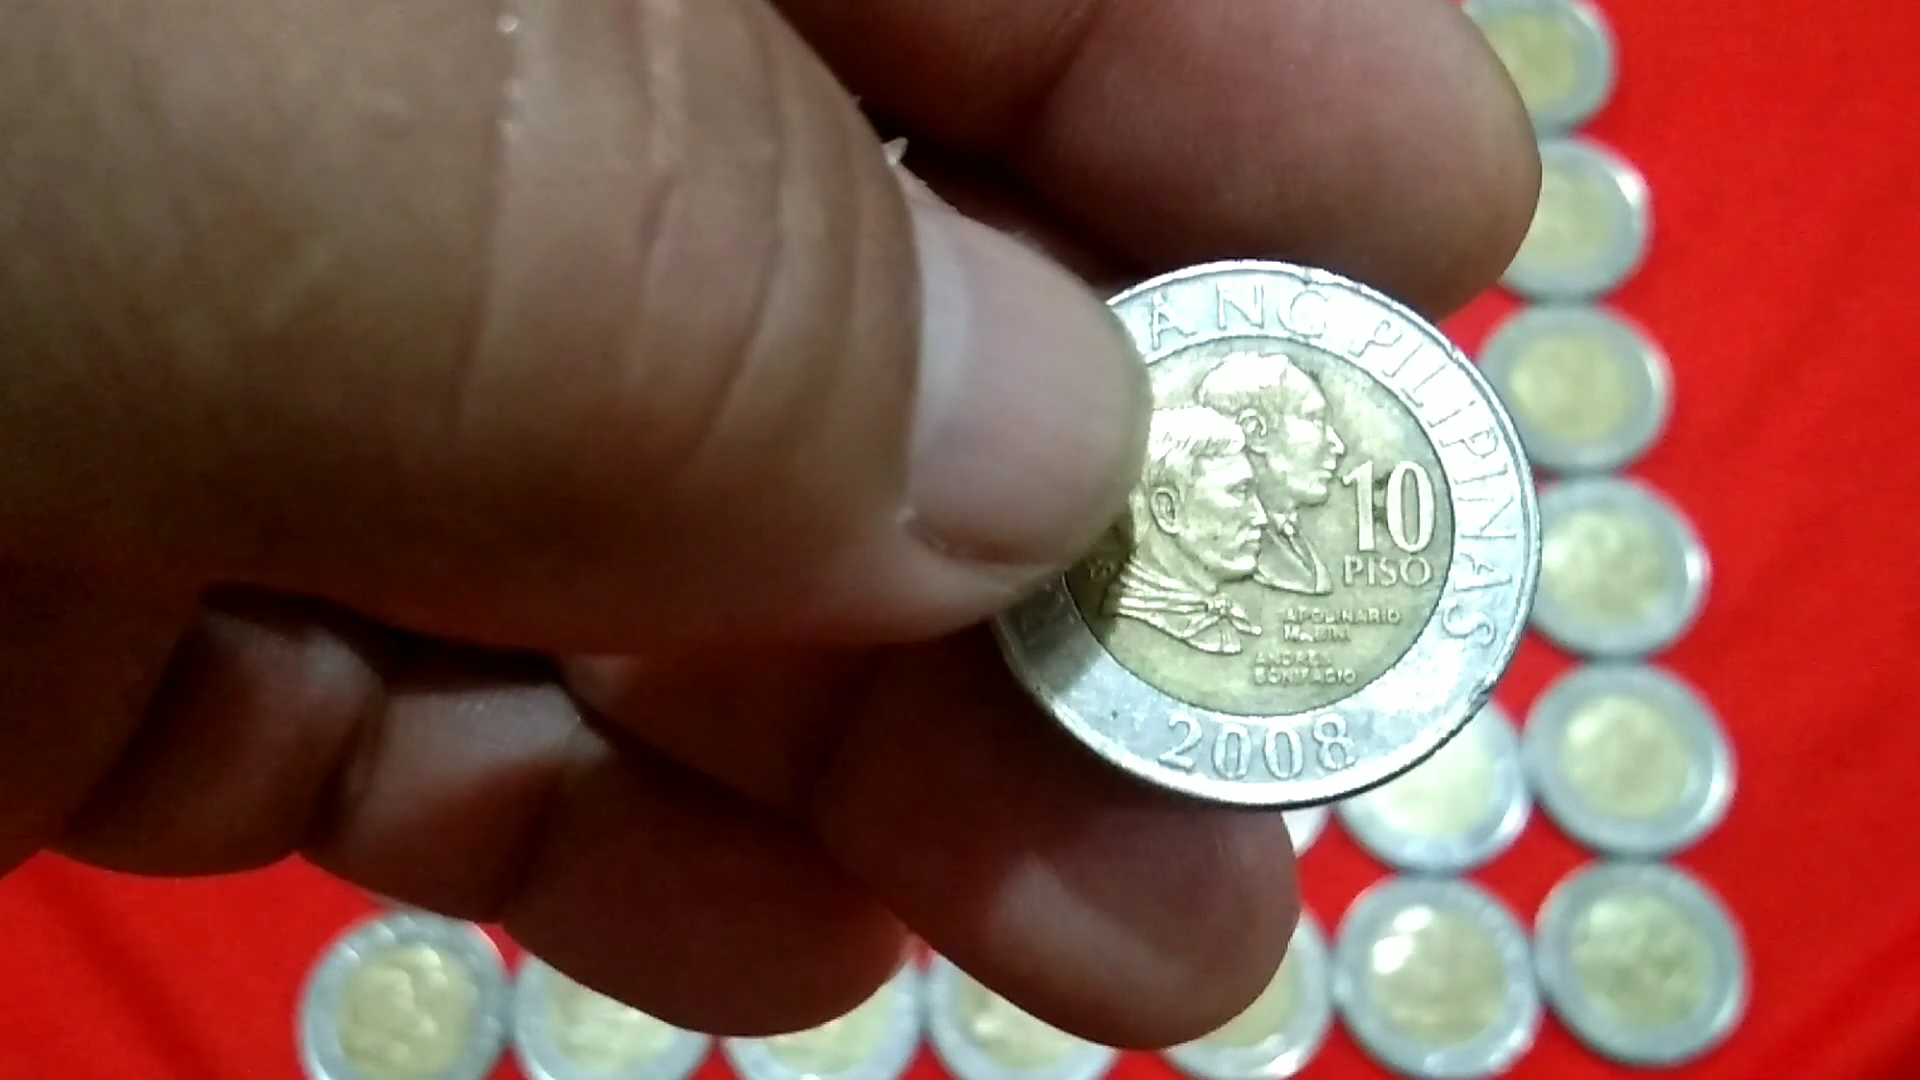 ANG PILIPINAS
10
PISO
APOLINARIO
MABINI
ANDRES
BONIFACIO
2008